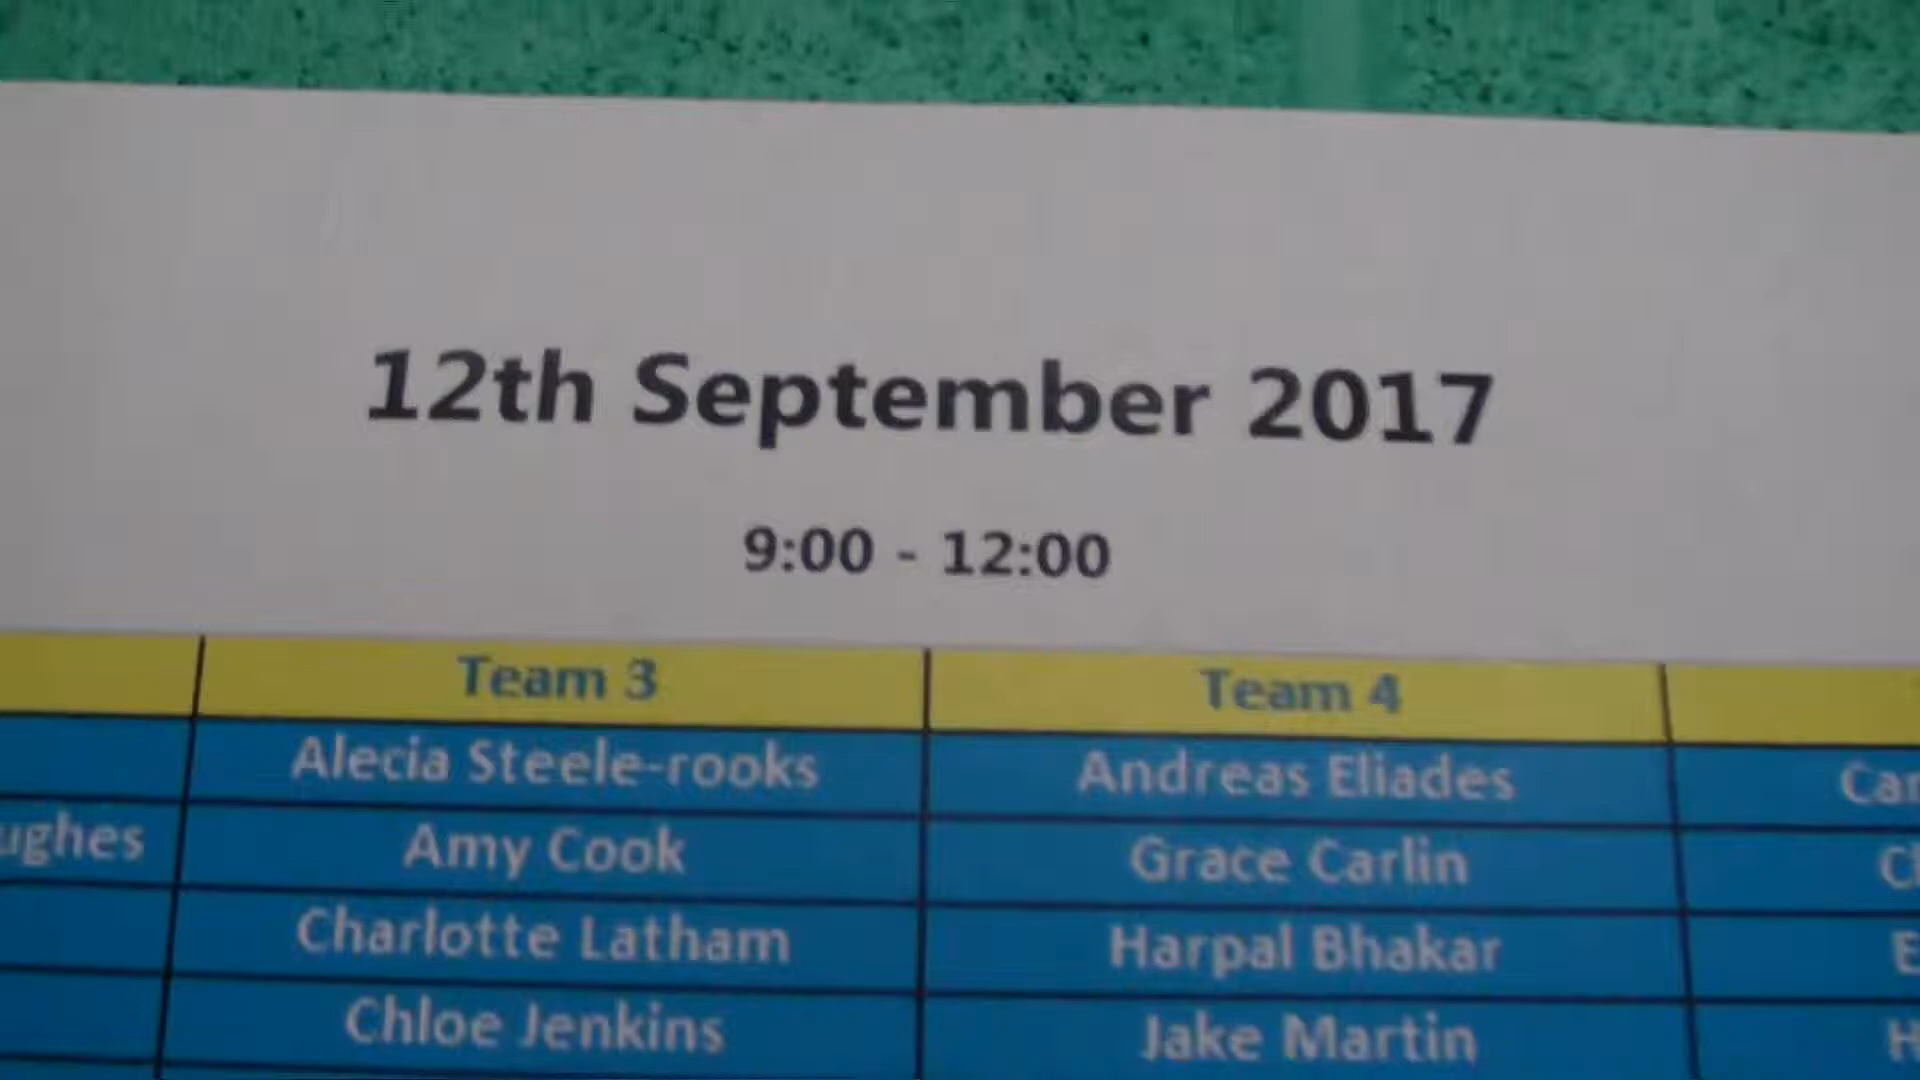 12th September 2017
9:00 - 12:00
Team 3 Team 4
Alecia Steele-rooks Andreas Eliades
Amy Cook Grace Carlin
Charlotte Latham Harpal Bhakar
Chloe Jenkins Jake Martin